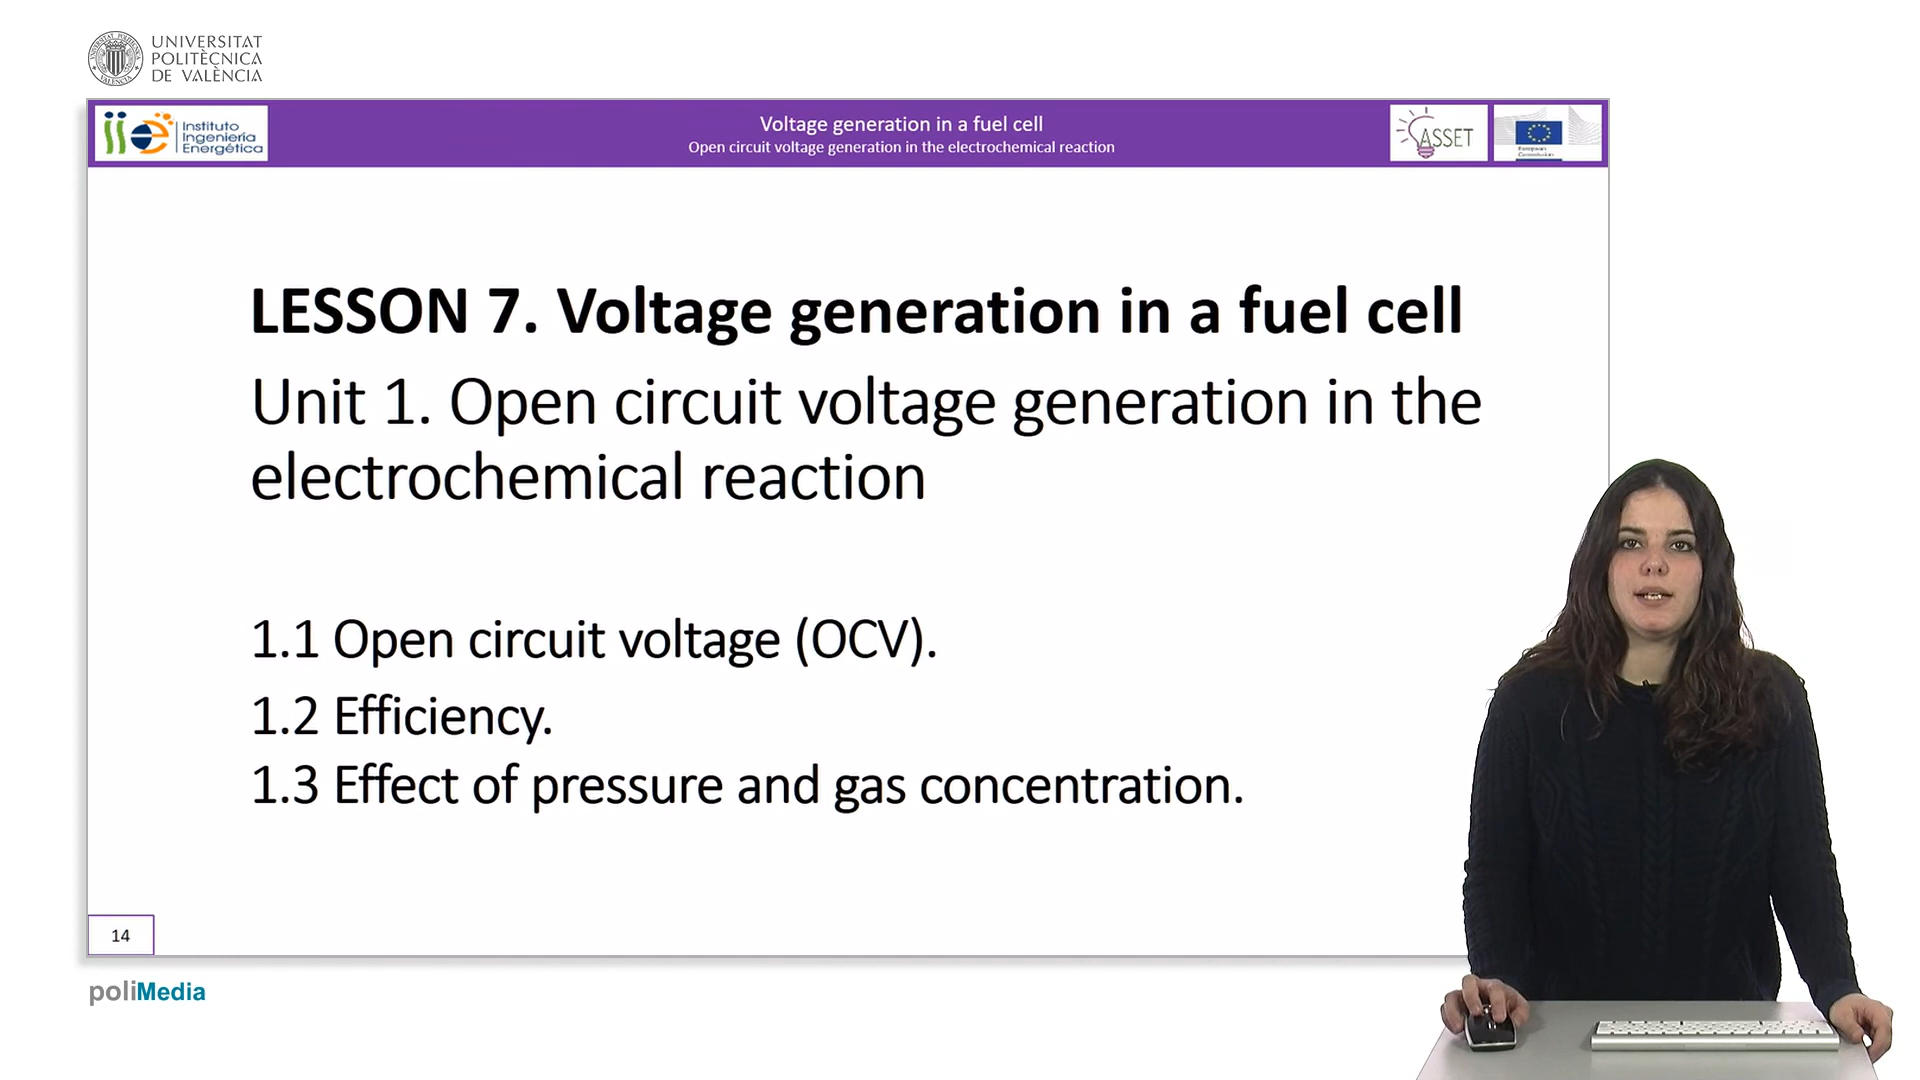 UNIVERSITAT
POLITÈCNICA
DE VALÈNCIA
Instituto
Ingeniería
Energética
Voltage generation in a fuel cell
Open circuit voltage generation in the electrochemical reaction
ASSET
European
Commission
LESSON 7. Voltage generation in a fuel cell
Unit 1. Open circuit voltage generation in the
electrochemical reaction
1.1 Open circuit voltage (OCV).
1.2 Efficiency.
1.3 Effect of pressure and gas concentration.
14
poliMedia